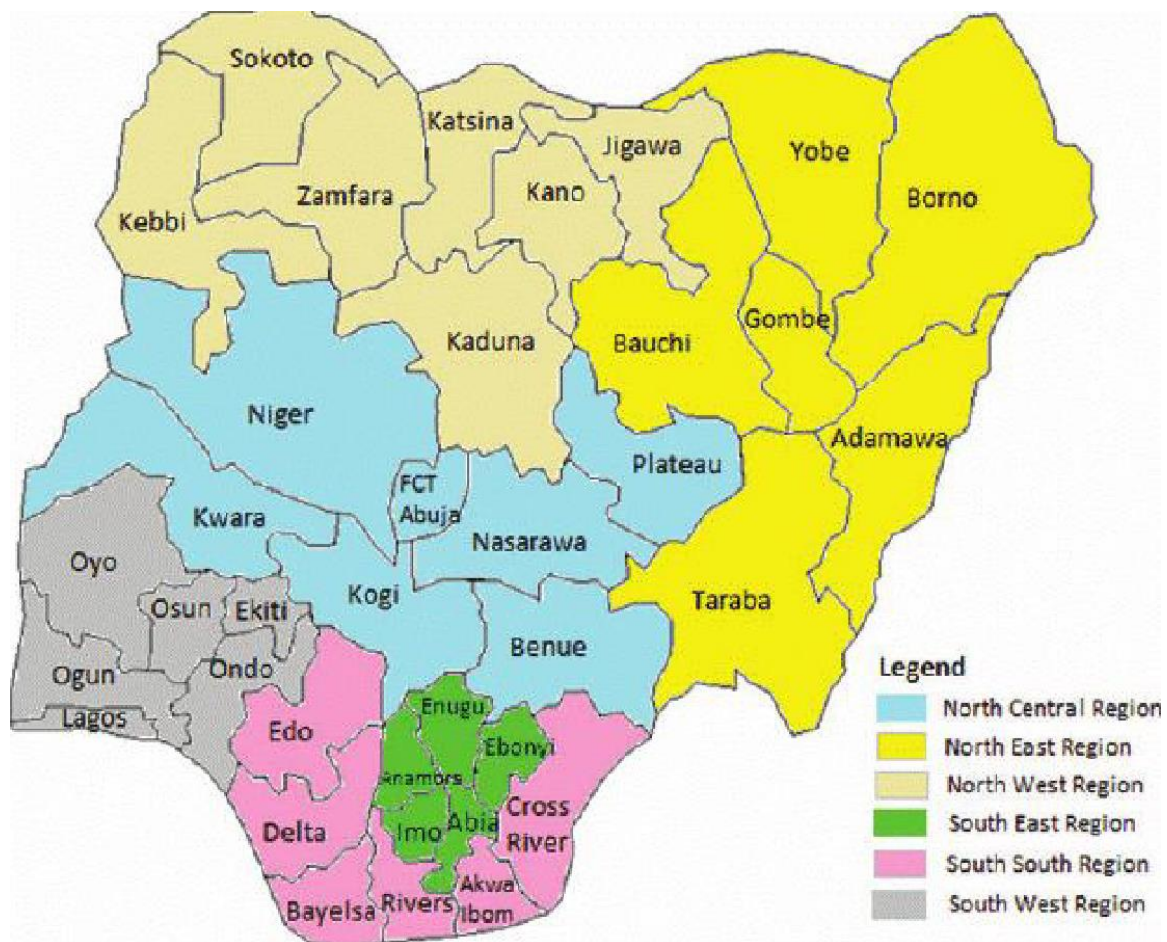 Sokoto
Katsina
Jigawa
Yobe
Borno
Kebbi
Zamfara
Kano
Kaduna
Bauchi
Gombe
Niger
Adamawa
Plateau
FCT
Abuja
Kwara
Nasarawa
Oyo
Kogi
Taraba
Osun
Ekiti
Benue
Ogun
Ondo
Lagos
Edo
Enugu
Ebonyi
Anambra
Delta
Imo
Abia
Cross
River
Bayelsa
Rivers
Akwa
Ibom
Legend
North Central Region
North East Region
North West Region
South East Region
South South Region
South West Region